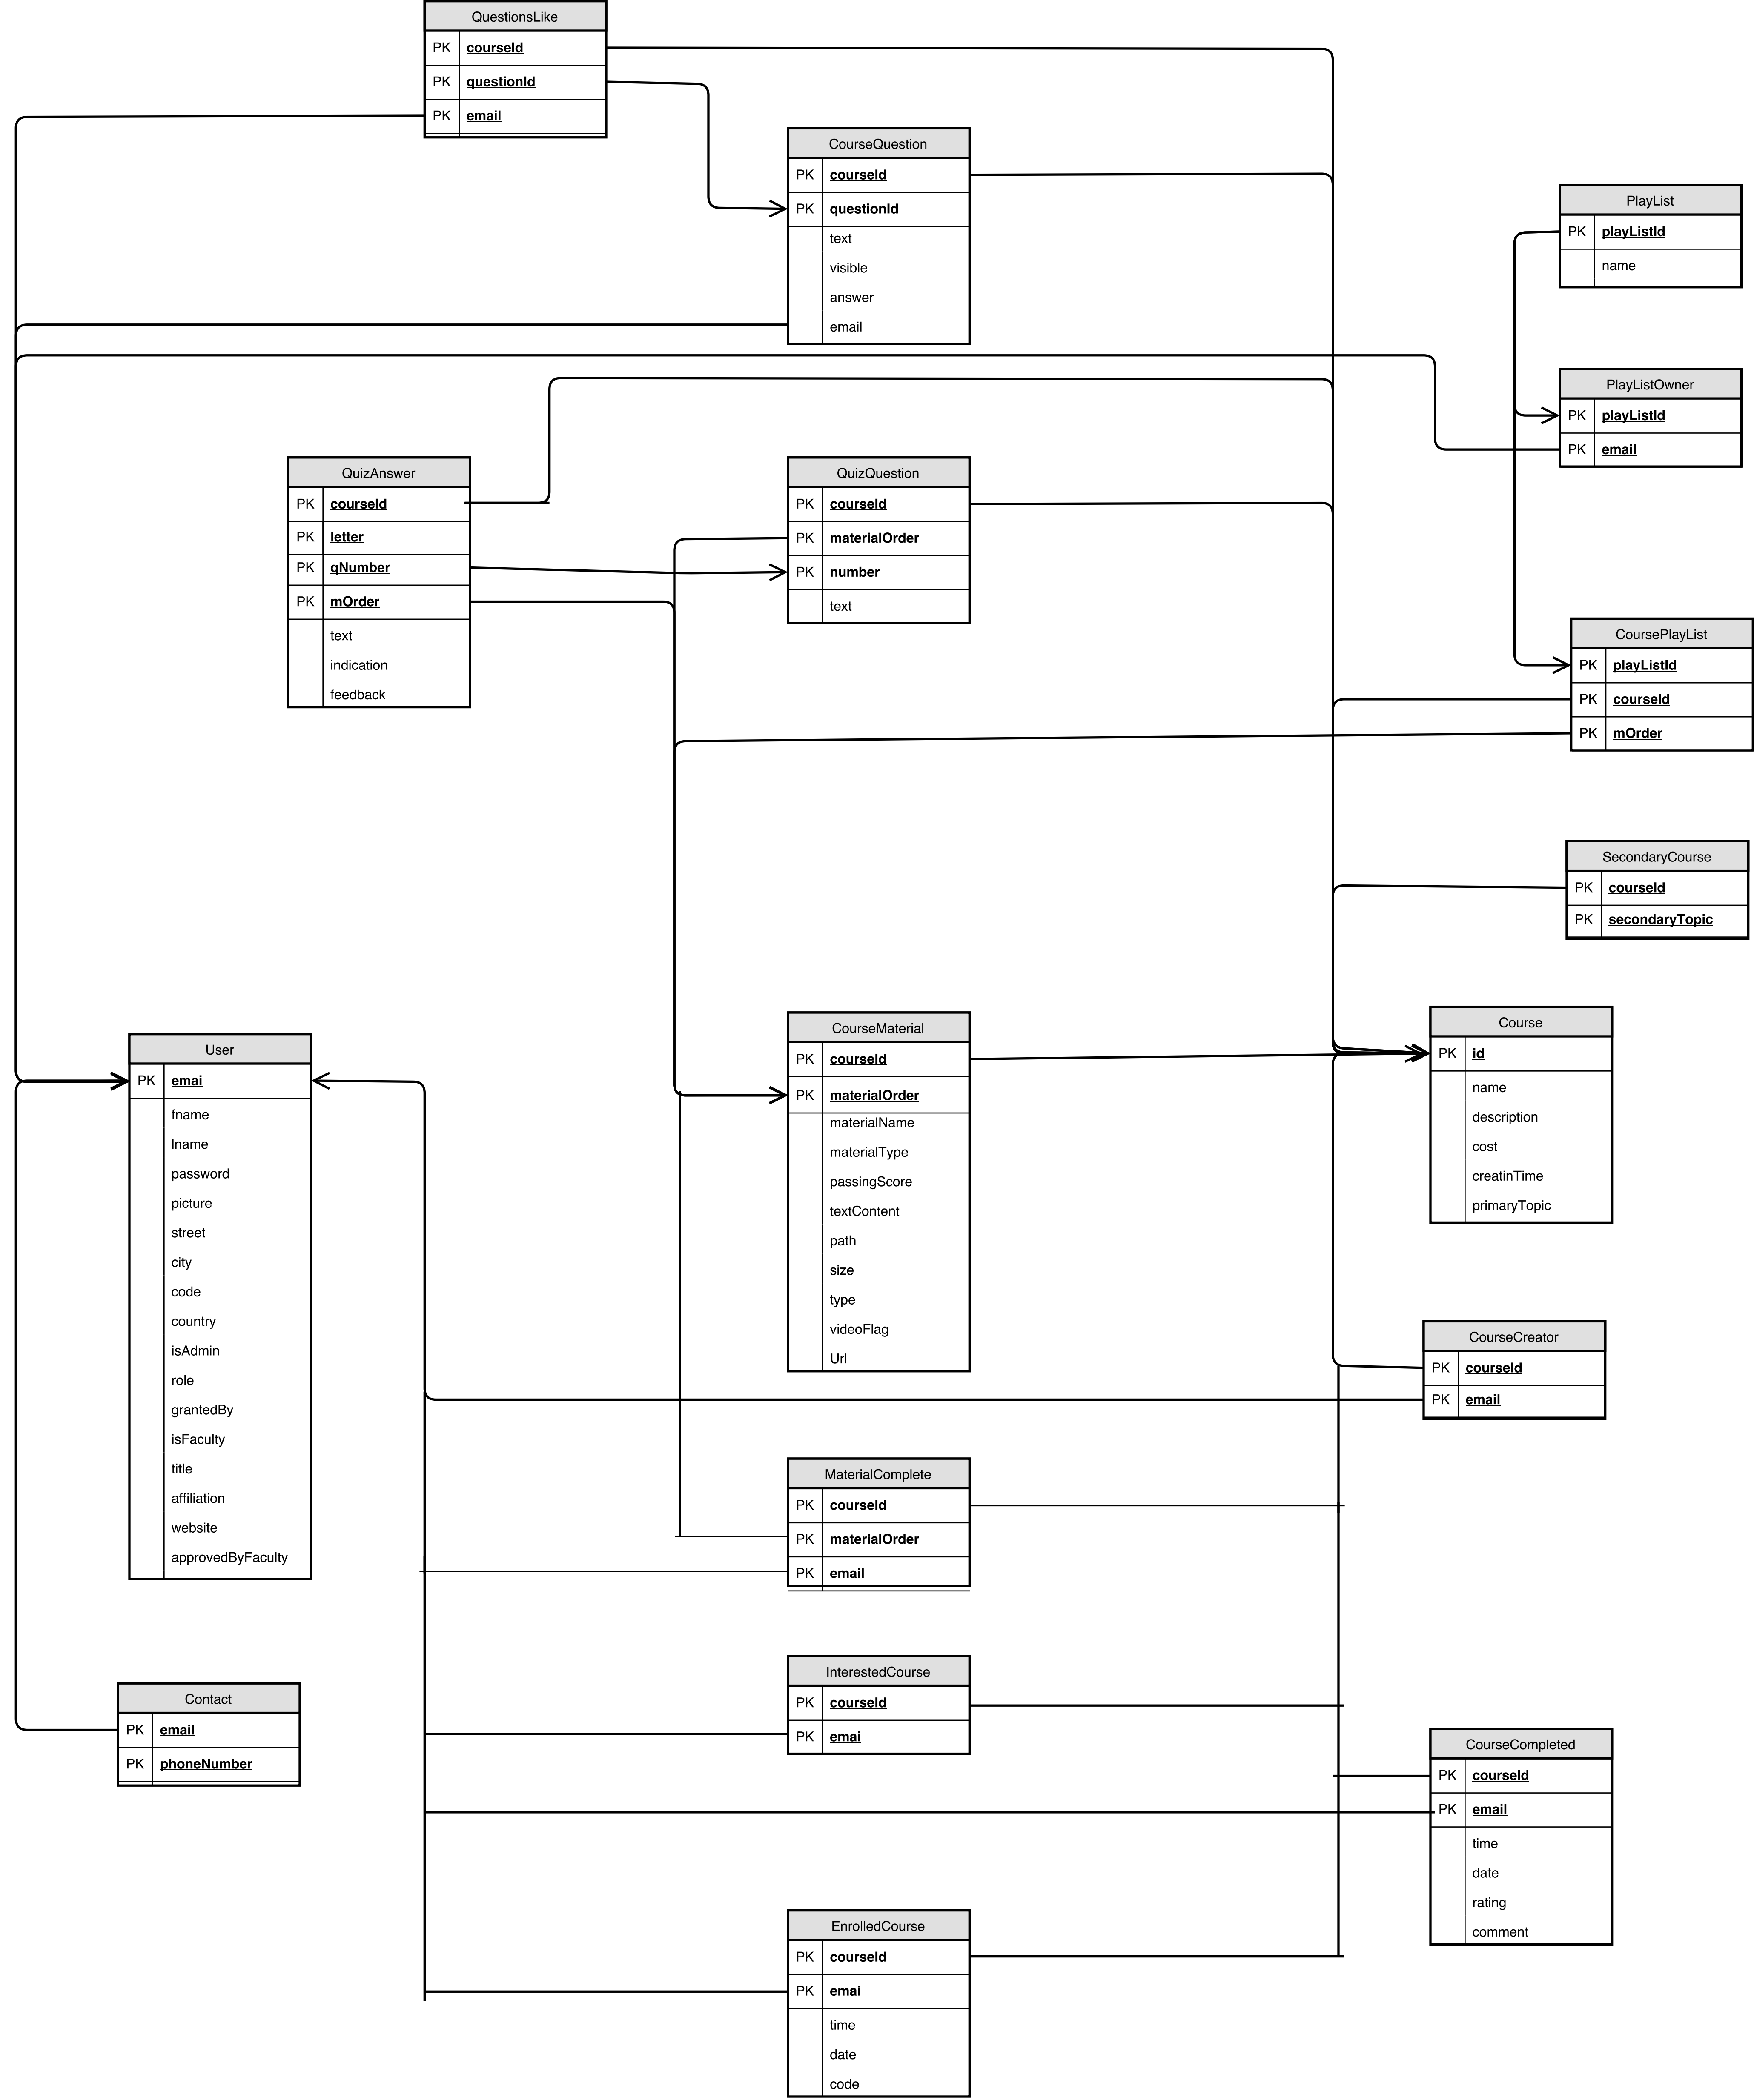 QuestionsLike
PK courseId
PK questionId
PK email
CourseQuestion
PK courseId
PK questionId
text
visible
answer
email
PlayList
PK playListId
name
PlayListOwner
PK playListId
PK email
QuizAnswer
PK courseId
PK letter
PK qNumber
PK mOrder
text
indication
feedback
QuizQuestion
PK courseId
PK materialOrder
PK number
text
CoursePlayList
PK playListId
PK courseId
PK mOrder
SecondaryCourse
PK courseId
PK secondaryTopic
User
PK emai
fname
lname
password
picture
street
city
code
country
isAdmin
role
grantedBy
isFaculty
title
affiliation
website
approvedByFaculty
CourseMaterial
PK courseId
PK materialOrder
materialName
materialType
passingScore
textContent
path
size
type
videoFlag
Url
Course
PK id
name
description
cost
creatinTime
primaryTopic
CourseCreator
PK courseId
PK email
MaterialComplete
PK courseId
PK materialOrder
PK email
InterestedCourse
PK courseId
PK emai
Contact
PK email
PK phoneNumber
CourseCompleted
PK courseId
PK email
time
date
rating
comment
EnrolledCourse
PK courseId
PK emai
time
date
code